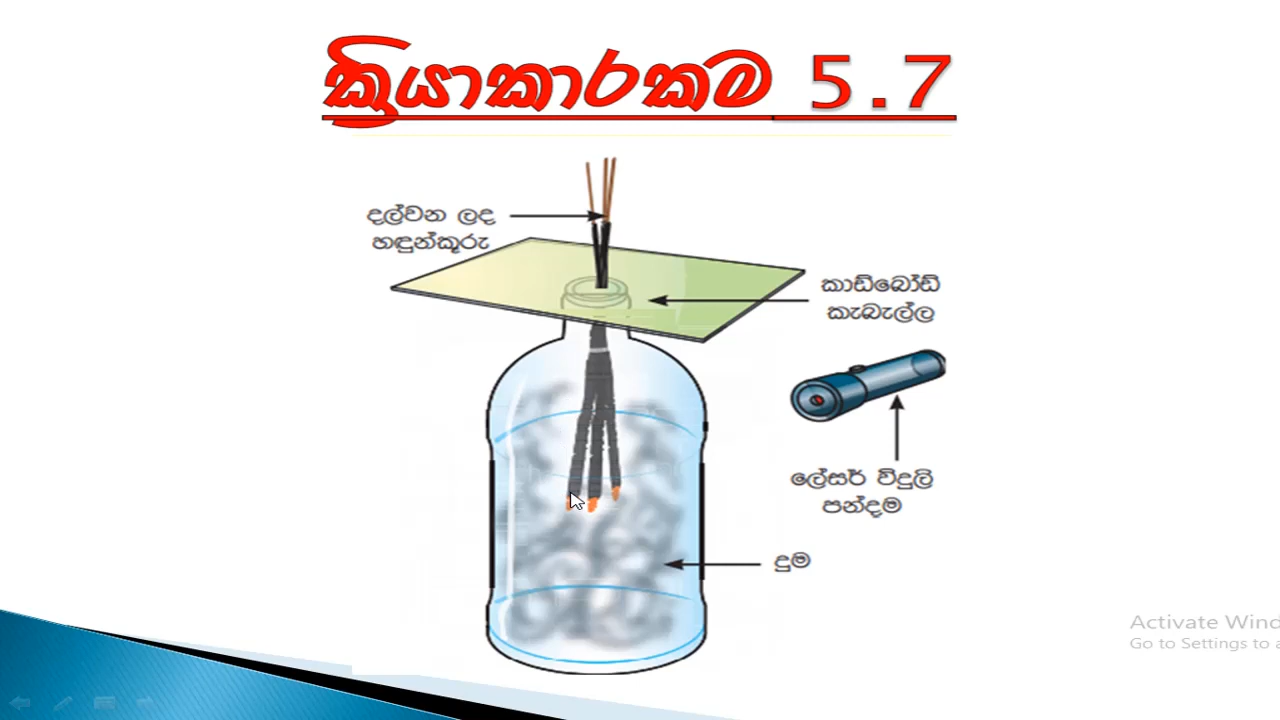 ක්‍රියාකාරකම 5.7
දල්වන ලද
හඳුන්කූරු
කාඩ්බෝඩ්
කැබැල්ල
ලේසර් විදුලි
පන්දම
දුම
Activate Wind
Go to Settings to a